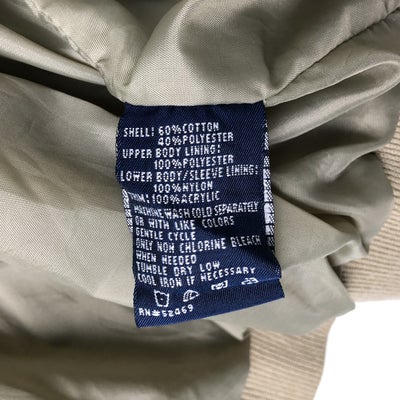 SHELL: 60%COTTON
40%POLYESTER
UPPER BODY LINING:
100%POLYESTER
LOWER BODY/SLEEVE LINING:
100%NYLON
TRIM: 100%ACRYLIC
MACHINE WASH COLD SEPARATELY
OR WITH LIKE COLORS
GENTLE CYCLE
ONLY NON CHLORINE BLEACH
WHEN NEEDED
TUMBLE DRY LOW
COOL IRON IF NECESSARY
RN#52469